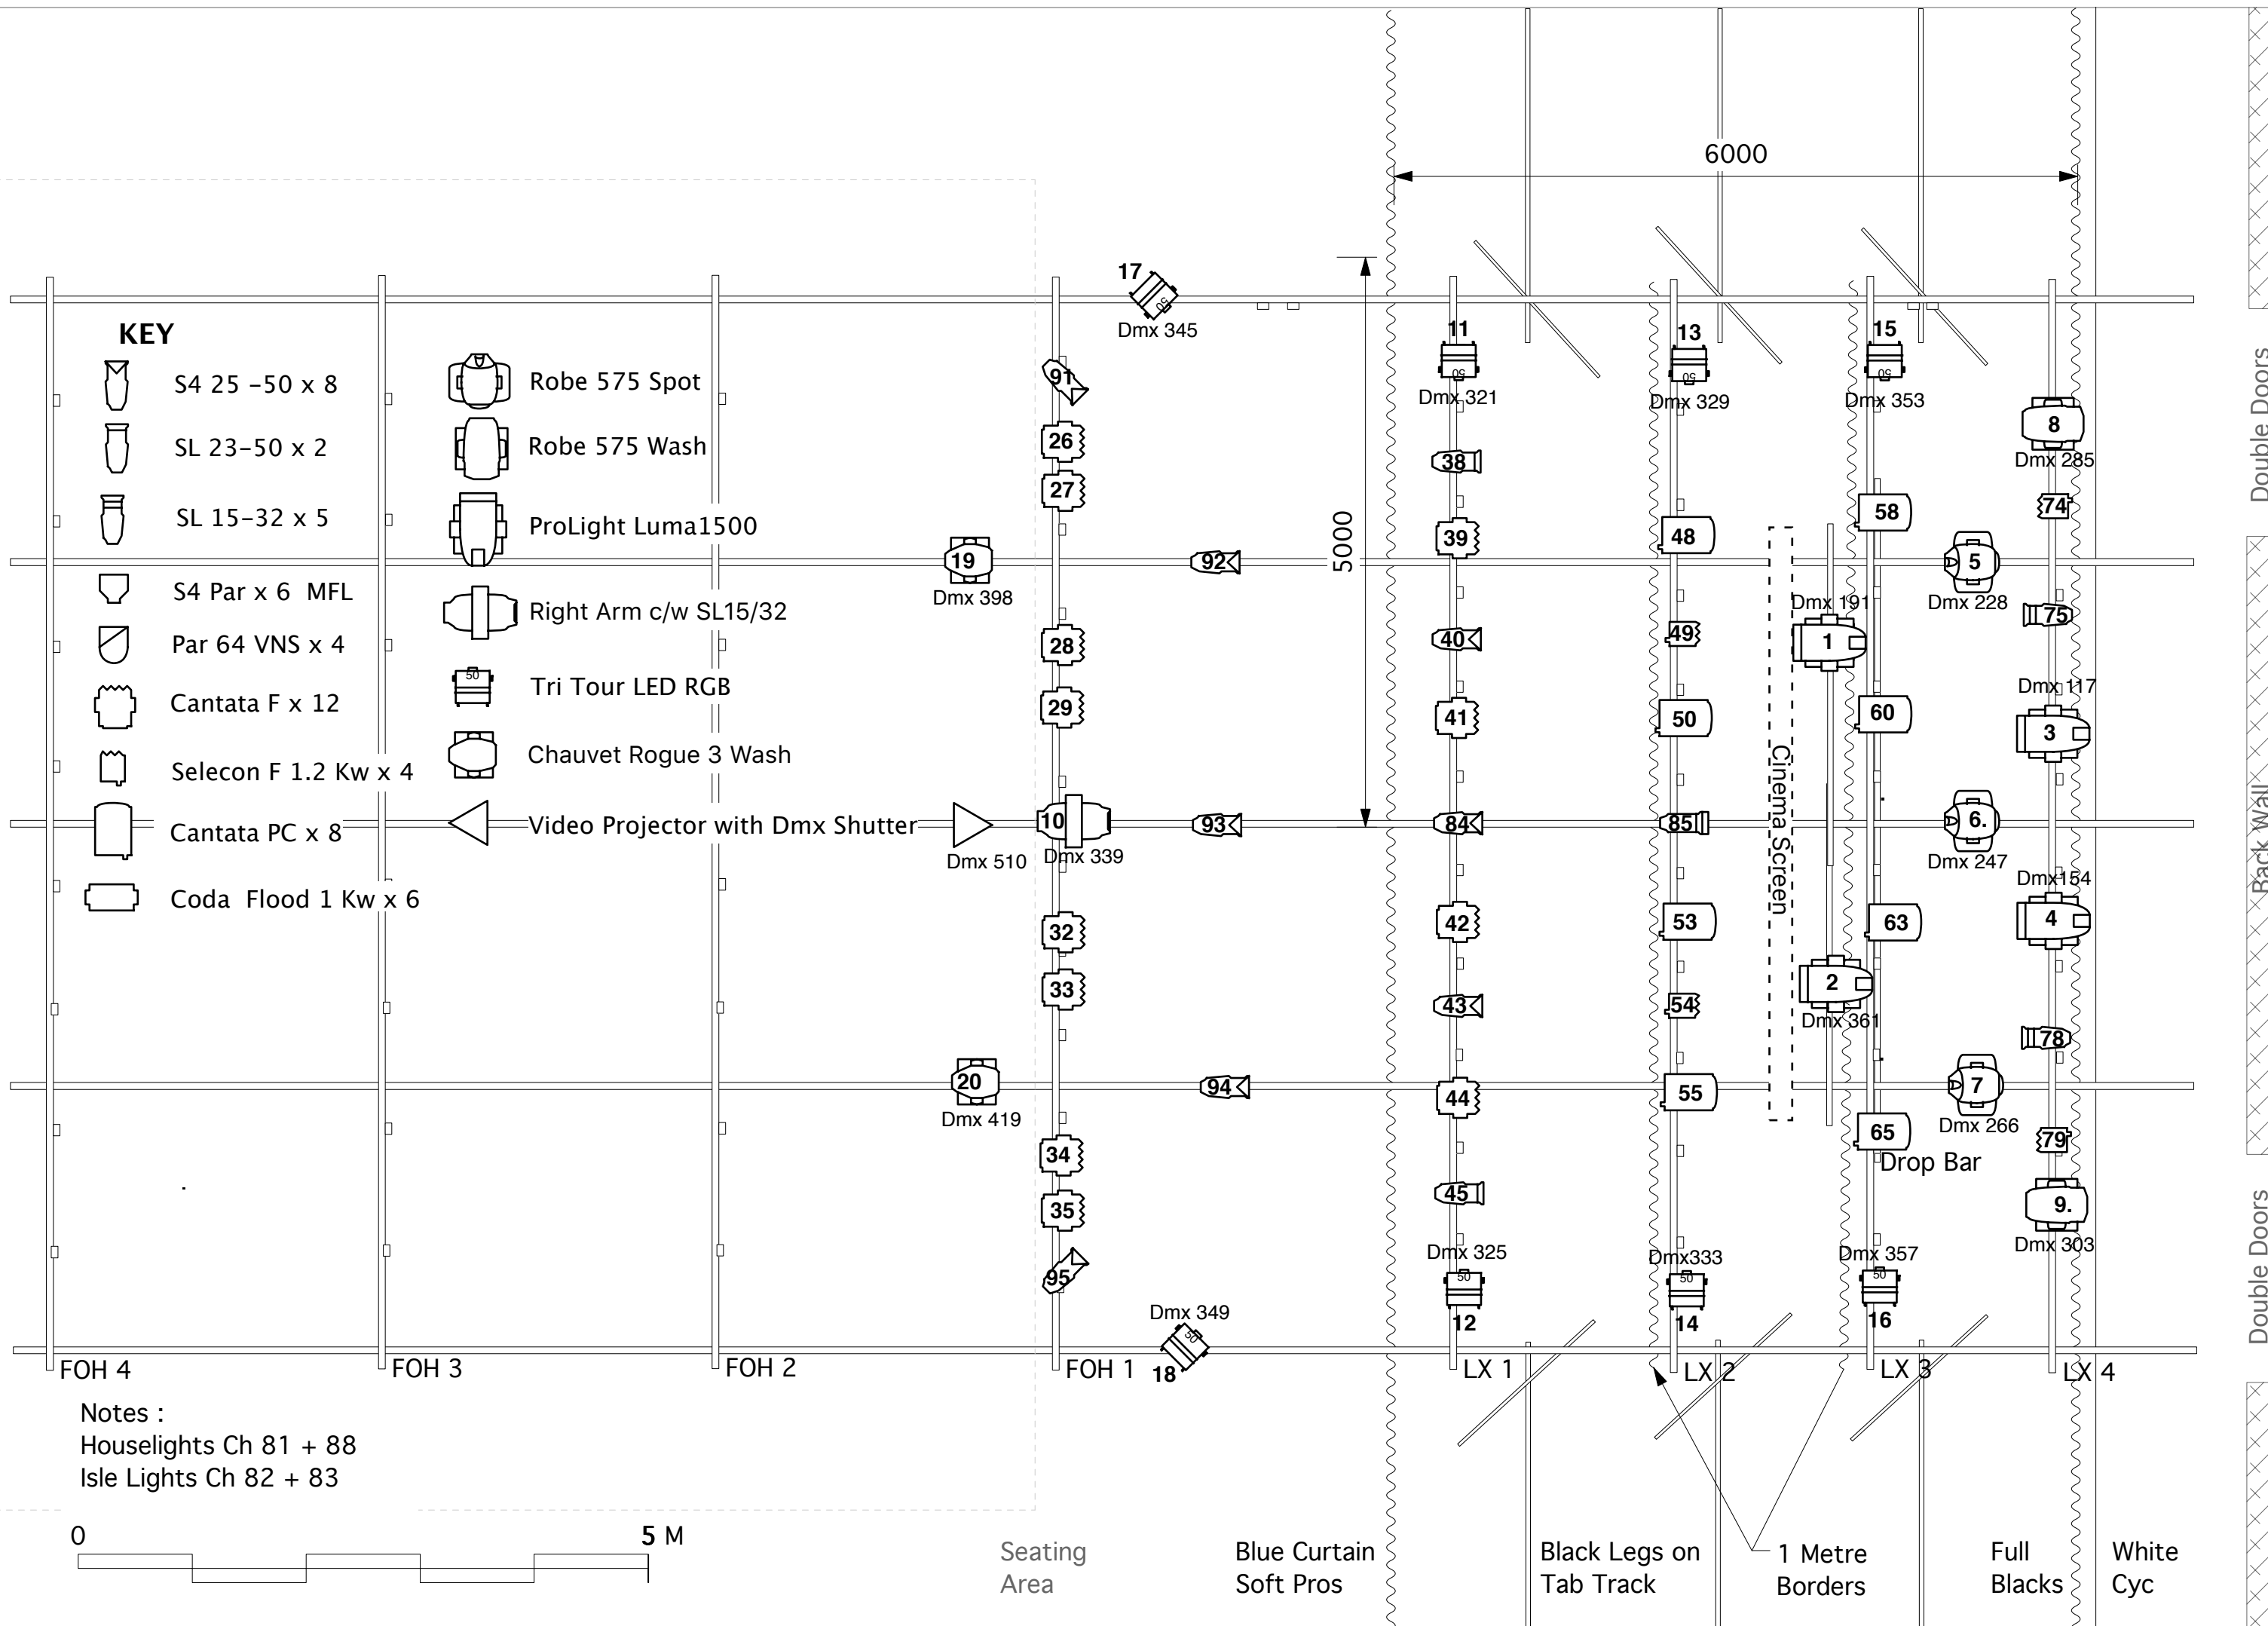 6000
5000
KEY
S4 25 –50 x 8
SL 23–50 x 2
SL 15–32 x 5
S4 Par x 6 MFL
Par 64 VNS x 4
Cantata F x 12
Selecon F 1.2 Kw x 4
Cantata PC x 8
Coda Flood 1 Kw x 6
Robe 575 Spot
Robe 575 Wash
ProLight Luma1500
Right Arm c/w SL15/32
50
Tri Tour LED RGB
Chauvet Rogue 3 Wash
Video Projector with Dmx Shutter
Dmx 510
19
Dmx 398
20
Dmx 419
91
26
27
28
29
10
Dmx 339
32
33
34
35
95
17
50
Dmx 345
92
93
94
Dmx 349
50
18
11
50
Dmx 321
38
39
40
41
84
42
43
44
45
Dmx 325
50
12
13
50
Dmx 329
48
49
50
85
53
54
55
Dmx333
50
14
Cinema Screen
Dmx 191
1
2
Dmx 361
15
50
Dmx 353
58
60
63
65
Drop Bar
Dmx 357
50
16
5
Dmx 228
6.
Dmx 247
7
Dmx 266
8
Dmx 285
74
75
Dmx 117
3
Dmx154
4
78
79
9.
Dmx 303
Double Doors
Back Wall
Double Doors
FOH 4
FOH 3
FOH 2
FOH 1
LX 1
LX 2
LX 3
LX 4
Notes :
Houselights Ch 81 + 88
Isle Lights Ch 82 + 83
0
5 M
Seating
Area
Blue Curtain
Soft Pros
Black Legs on
Tab Track
1 Metre
Borders
Full
Blacks
White
Cyc